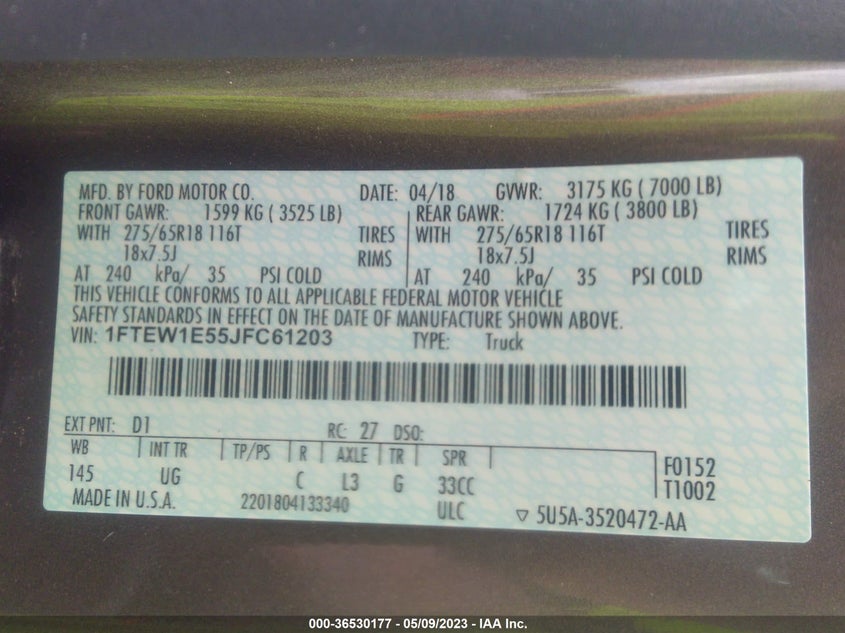 MFD. BY FORD MOTOR CO. DATE: 04/18 GVWR: 3175 KG ( 7000 LB)
FRONT GAWR: 1599 KG ( 3525 LB) REAR GAWR: 1724 KG ( 3800 LB)
WITH 275/65R18 116T TIRES WITH 275/65R18 116T TIRES
18x7.5J RIMS 18x7.5J RIMS
AT 240 kPa/ 35 PSI COLD AT 240 kPa/ 35 PSI COLD
THIS VEHICLE CONFORMS TO ALL APPLICABLE FEDERAL MOTOR VEHICLE
SAFETY STANDARDS IN EFFECT ON THE DATE OF MANUFACTURE SHOWN ABOVE.
VIN: 1FTEW1E55JFC61203 TYPE: Truck
EXT PNT: D1 RC: 27 DSO:
WB INT TR TP/PS R AXLE TR SPR
145 UG C L3 G 33CC
F0152
T1002
MADE IN U.S.A. 2201804133340 ULC ▽ 5U5A-3520472-AA
000-36530177 - 05/09/2023 - IAA Inc.